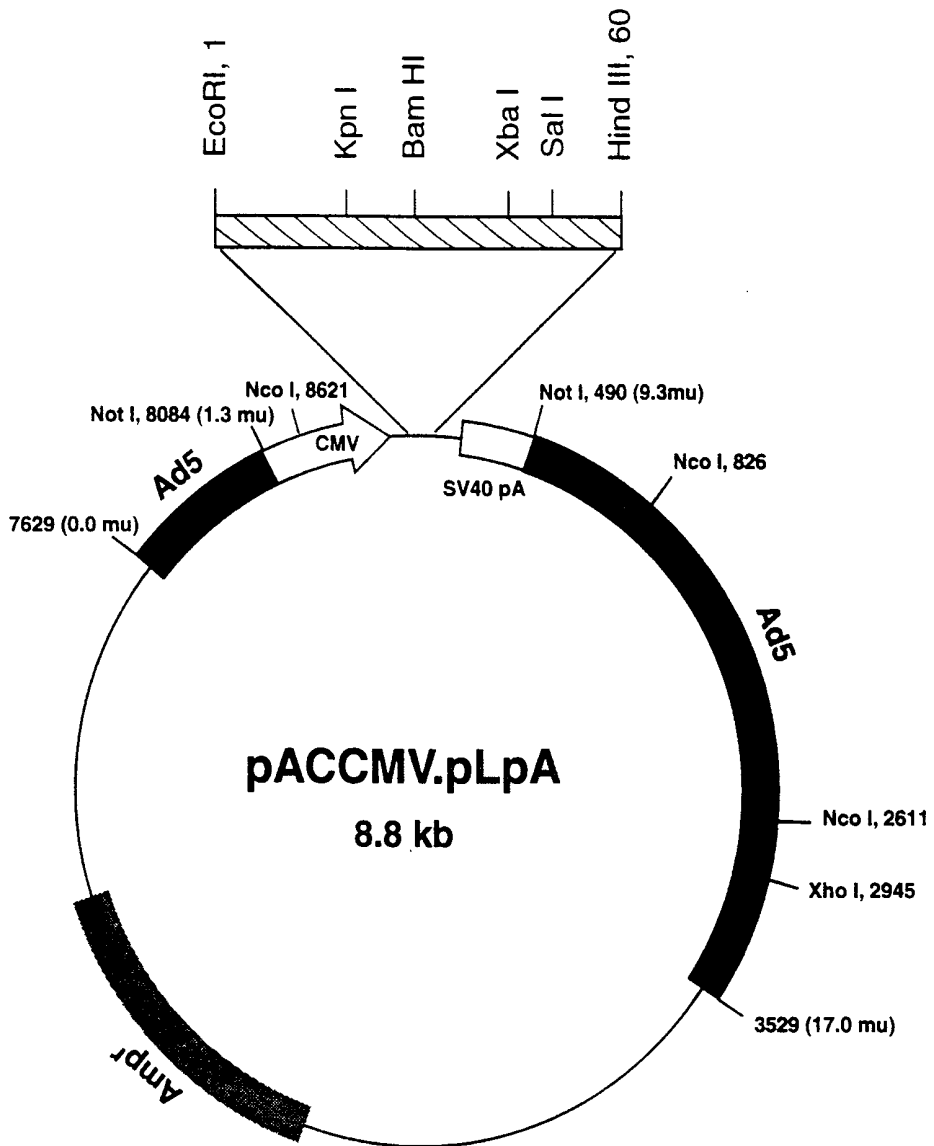 EcoRI, 1
Kpn I
Bam HI
Xba I
Sal I
Hind III, 60
Nco I, 8621
Not I, 8084 (1.3 mu)
CMV
Not I, 490 (9.3mu)
SV40 pA
Nco I, 826
Ad5
7629 (0.0 mu)
Ad5
pACCMV.pLpA
8.8 kb
Nco I, 2611
Xho I, 2945
3529 (17.0 mu)
Ampʳ